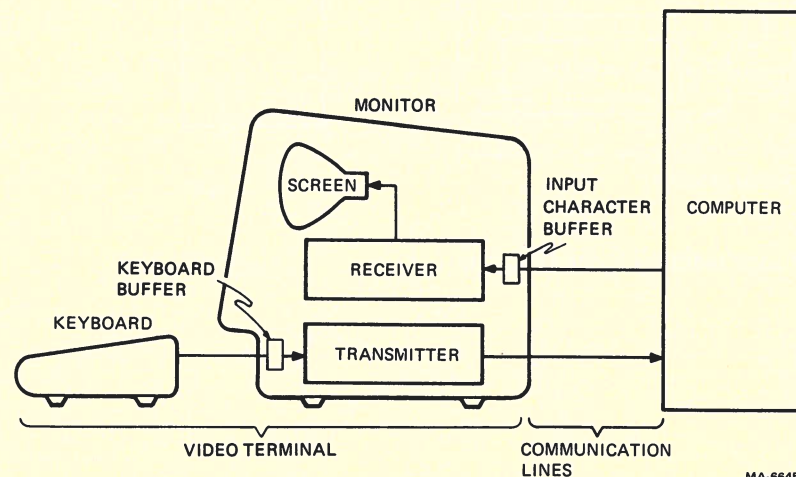 MONITOR
SCREEN
INPUT
CHARACTER
BUFFER
COMPUTER
RECEIVER
KEYBOARD
BUFFER
KEYBOARD
TRANSMITTER
VIDEO TERMINAL
COMMUNICATION
LINES